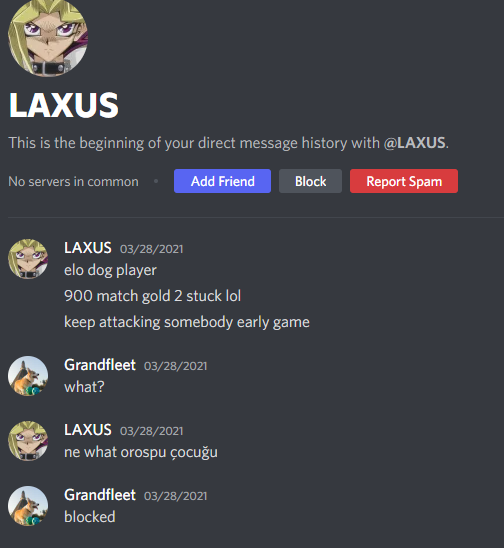 LAXUS
This is the beginning of your direct message history with @LAXUS.
No servers in common • Add Friend Block Report Spam
LAXUS 03/28/2021
elo dog player
900 match gold 2 stuck lol
keep attacking somebody early game
Grandfleet 03/28/2021
what?
LAXUS 03/28/2021
ne what orospu çocuğu
Grandfleet 03/28/2021
blocked